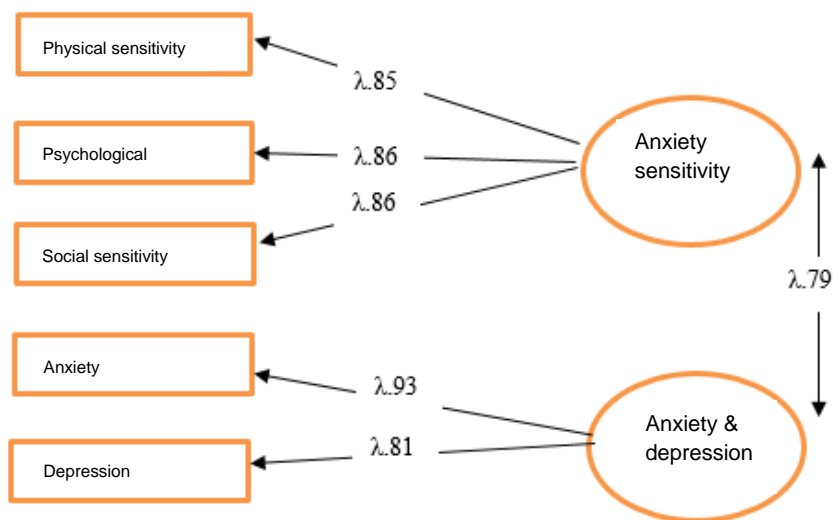 Physical sensitivity
λ.85
Psychological
λ.86
Anxiety
sensitivity
λ.86
Social sensitivity
λ.79
Anxiety
λ.93
Anxiety &
depression
λ.81
Depression